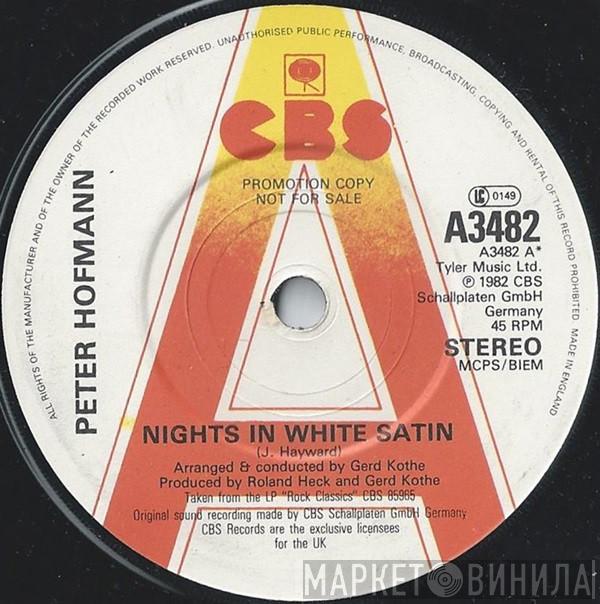 ALL RIGHTS OF THE MANUFACTURER AND OF THE OWNER OF THE RECORDED WORK RESERVED. UNAUTHORISED PUBLIC PERFORMANCE, BROADCASTING, COPYING AND RENTAL OF THIS RECORD PROHIBITED · MADE IN ENGLAND
CBS
PROMOTION COPY
NOT FOR SALE
PETER HOFMANN
LC 0149
A3482
A3482 A*
Tyler Music Ltd.
℗ 1982 CBS
Schallplaten GmbH
Germany
45 RPM
STEREO
MCPS/BIEM
NIGHTS IN WHITE SATIN
(J. Hayward)
Arranged & conducted by Gerd Kothe
Produced by Roland Heck and Gerd Kothe
Taken from the LP "Rock Classics" CBS 85965
Original sound recording made by CBS Schallplaten GmbH Germany
CBS Records are the exclusive licensees
for the UK
МАРКЕТ ВИНИЛА